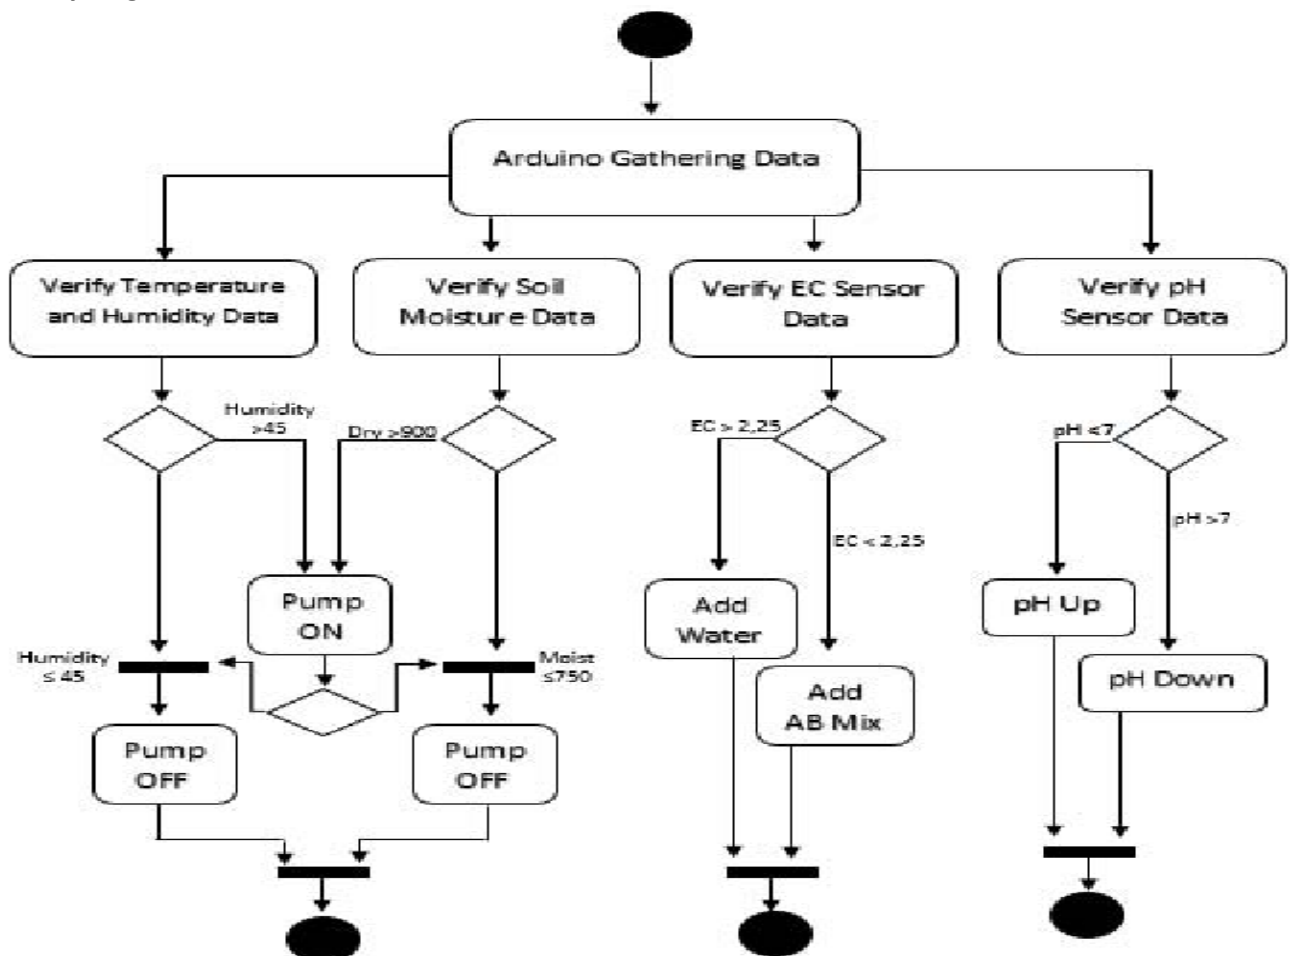 Arduino Gathering Data
Verify Temperature
and Humidity Data
Verify Soil
Moisture Data
Verify EC Sensor
Data
Verify pH
Sensor Data
Humidity
>45
Dry >900
EC > 2,25
pH <7
pH >7
EC < 2,25
Pump
ON
Add
Water
pH Up
Humidity
≤ 45
Moist
≤750
Add
AB Mix
pH Down
Pump
OFF
Pump
OFF